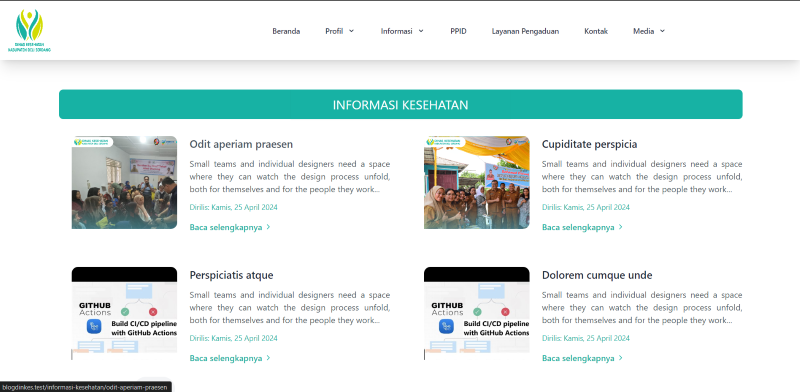 DINAS KESEHATAN
KABUPATEN DELI SERDANG
Beranda
Profil
Informasi
PPID
Layanan Pengaduan
Kontak
Media
INFORMASI KESEHATAN
Odit aperiam praesen
Small teams and individual designers need a space
where they can watch the design process unfold,
both for themselves and for the people they work...
Dirilis: Kamis, 25 April 2024
Baca selengkapnya
Cupiditate perspicia
Small teams and individual designers need a space
where they can watch the design process unfold,
both for themselves and for the people they work...
Dirilis: Kamis, 25 April 2024
Baca selengkapnya
GITHUB
Actions
Build CI/CD pipeline
with GitHub Actions
Perspiciatis atque
Small teams and individual designers need a space
where they can watch the design process unfold,
both for themselves and for the people they work...
Dirilis: Kamis, 25 April 2024
Baca selengkapnya
GITHUB
Actions
Build CI/CD pipeline
with GitHub Actions
Dolorem cumque unde
Small teams and individual designers need a space
where they can watch the design process unfold,
both for themselves and for the people they work...
Dirilis: Kamis, 25 April 2024
Baca selengkapnya
blogdinkes.test/informasi-kesehatan/odit-aperiam-praesen